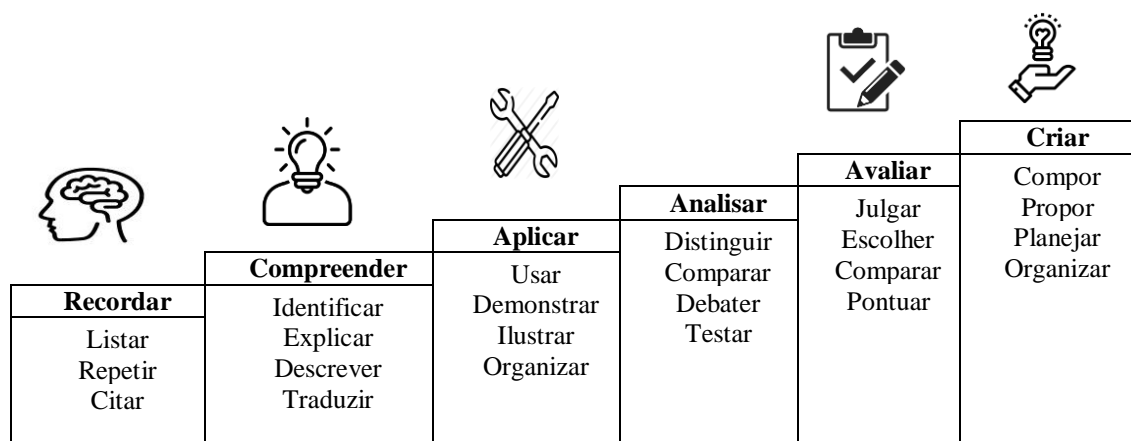 Recordar
Listar
Repetir
Citar
Compreender
Identificar
Explicar
Descrever
Traduzir
Aplicar
Usar
Demonstrar
Ilustrar
Organizar
Analisar
Distinguir
Comparar
Debater
Testar
Avaliar
Julgar
Escolher
Comparar
Pontuar
Criar
Compor
Propor
Planejar
Organizar